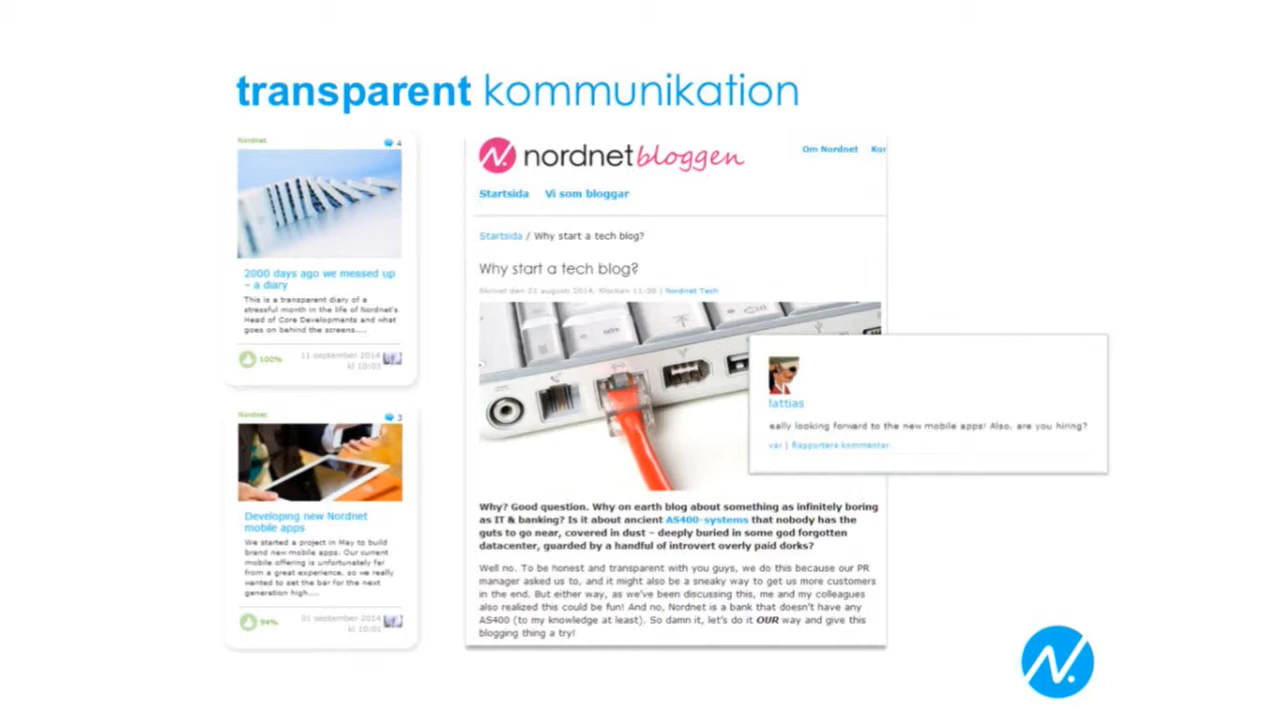 transparent kommunikation
Nordnet
4
2000 days ago we messed up
– a diary
This is a transparent diary of a
stressful month in the life of Nordnet's
Head of Core Developments and what
goes on behind the screens....
100%
11 september 2014
kl 10:03
Nordnet
3
Developing new Nordnet
mobile apps
We started a project in May to build
brand new mobile apps. Our current
mobile offering is unfortunately far
from a great experience, so we really
wanted to set the bar for the next
generation high....
94%
01 september 2014
kl 10:01
nordnet bloggen
Om Nordnet Kor
Startsida Vi som bloggar
Startsida / Why start a tech blog?
Why start a tech blog?
Skrivet den 21 augusti 2014, Klockan 11:28 | Nordnet Tech
lattias
eally looking forward to the new mobile apps! Also, are you hiring?
var | Rapportera kommentar
Why? Good question. Why on earth blog about something as infinitely boring
as IT & banking? Is it about ancient AS400-systems that nobody has the
guts to go near, covered in dust – deeply buried in some god forgotten
datacenter, guarded by a handful of introvert overly paid dorks?
Well no. To be honest and transparent with you guys, we do this because our PR
manager asked us to, and it might also be a sneaky way to get us more customers
in the end. But either way, as we've been discussing this, me and my colleagues
also realized this could be fun! And no, Nordnet is a bank that doesn't have any
AS400 (to my knowledge at least). So damn it, let's do it OUR way and give this
blogging thing a try!
N.